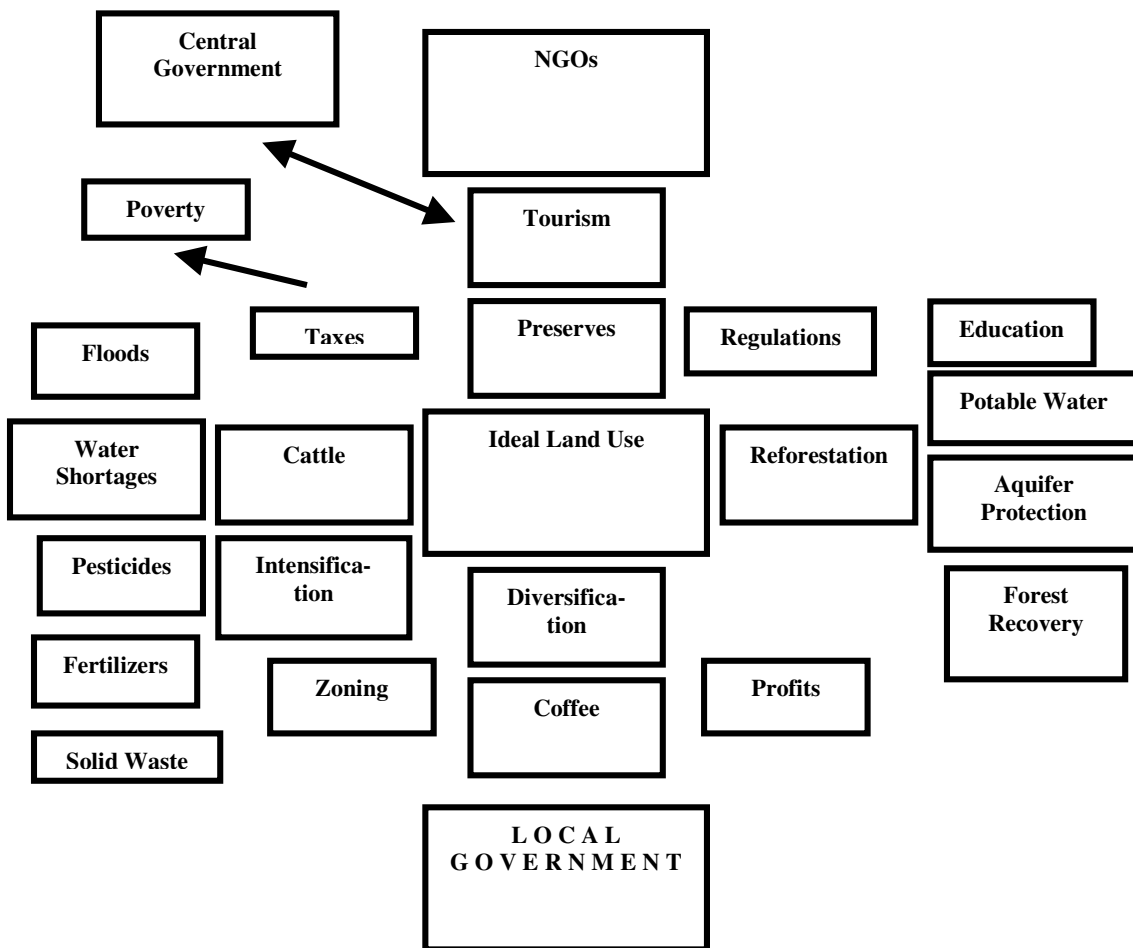 Central
Government
NGOs
Poverty
Tourism
Floods
Taxes
Preserves
Regulations
Education
Potable Water
Water
Shortages
Cattle
Ideal Land Use
Reforestation
Aquifer
Protection
Pesticides
Intensifica-
tion
Diversifica-
tion
Forest
Recovery
Fertilizers
Zoning
Coffee
Profits
Solid Waste
L O C A L
G O V E R N M E N T